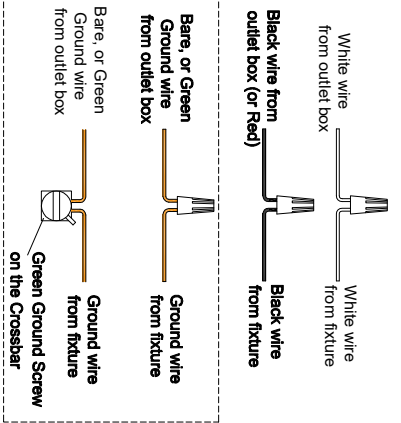 White wire
from outlet box
White wire
from fixture
Black wire from
outlet box (or Red)
Black wire
from fixture
Bare, or Green
Ground wire
from outlet box
Ground wire
from fixture
Bare, or Green
Ground wire
from outlet box
Ground wire
from fixture
Green Ground Screw
on the Crossbar